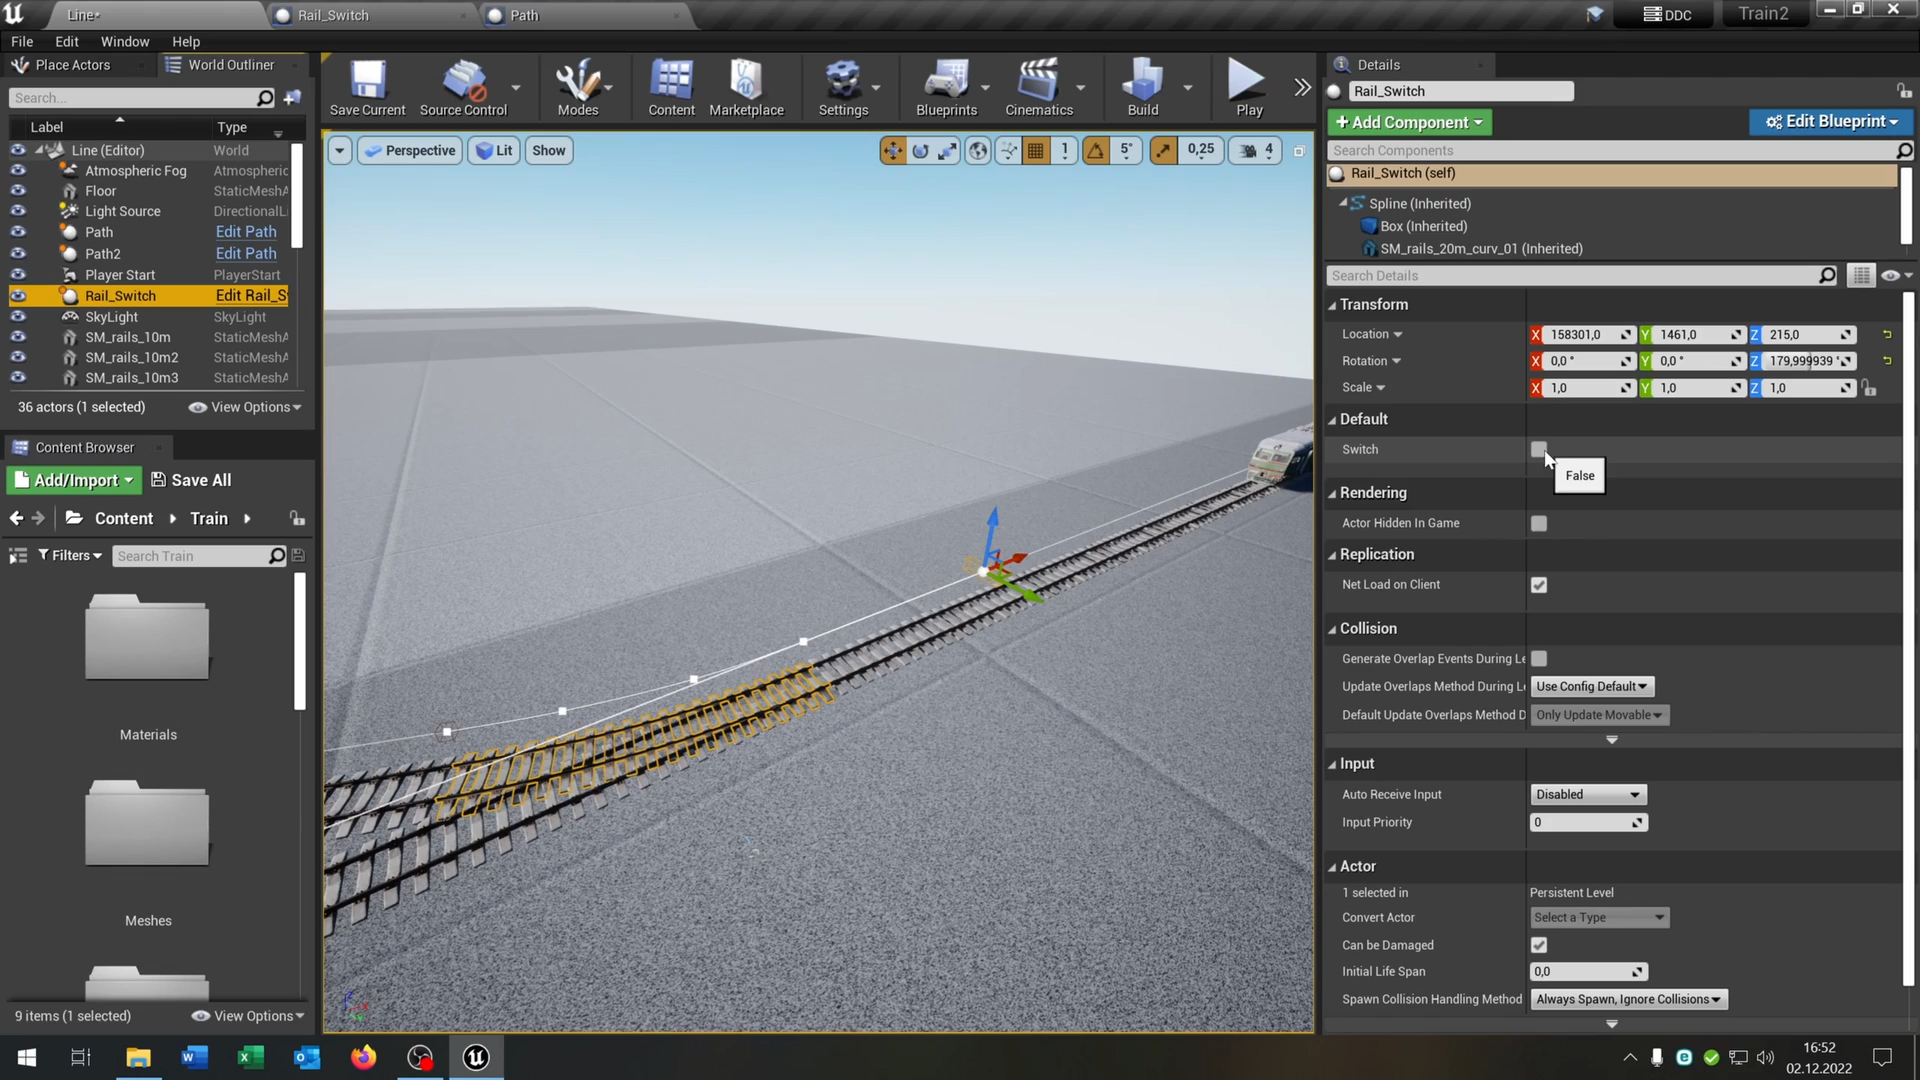 Line*
Rail_Switch
Path
DDC
Train2
File Edit Window Help
Place Actors
World Outliner
Search...
Label
Type
Line (Editor) World
Atmospheric Fog Atmospheric
Floor StaticMeshA
Light Source DirectionalLi
Path Edit Path
Path2 Edit Path
Player Start PlayerStart
Rail_Switch Edit Rail_S
SkyLight SkyLight
SM_rails_10m StaticMeshA
SM_rails_10m2 StaticMeshA
SM_rails_10m3 StaticMeshA
36 actors (1 selected)
View Options
Content Browser
Add/Import
Save All
Content
Train
Filters
Search Train
Materials
Meshes
9 items (1 selected)
View Options
Save Current
Source Control
Modes
Content
Marketplace
Settings
Blueprints
Cinematics
Build
Play
Perspective
Lit
Show
1
5°
0,25
4
Details
Rail_Switch
Add Component
Edit Blueprint
Search Components
Rail_Switch (self)
Spline (Inherited)
Box (Inherited)
SM_rails_20m_curv_01 (Inherited)
Search Details
Transform
Location X 158301,0 Y 1461,0 Z 215,0
Rotation X 0,0 ° Y 0,0 ° Z 179,999939 °
Scale X 1,0 Y 1,0 Z 1,0
Default
Switch
False
Rendering
Actor Hidden In Game
Replication
Net Load on Client
Collision
Generate Overlap Events During Le
Update Overlaps Method During Le Use Config Default
Default Update Overlaps Method D Only Update Movable
Input
Auto Receive Input Disabled
Input Priority 0
Actor
1 selected in Persistent Level
Convert Actor Select a Type
Can be Damaged
Initial Life Span 0,0
Spawn Collision Handling Method Always Spawn, Ignore Collisions
16:52
02.12.2022